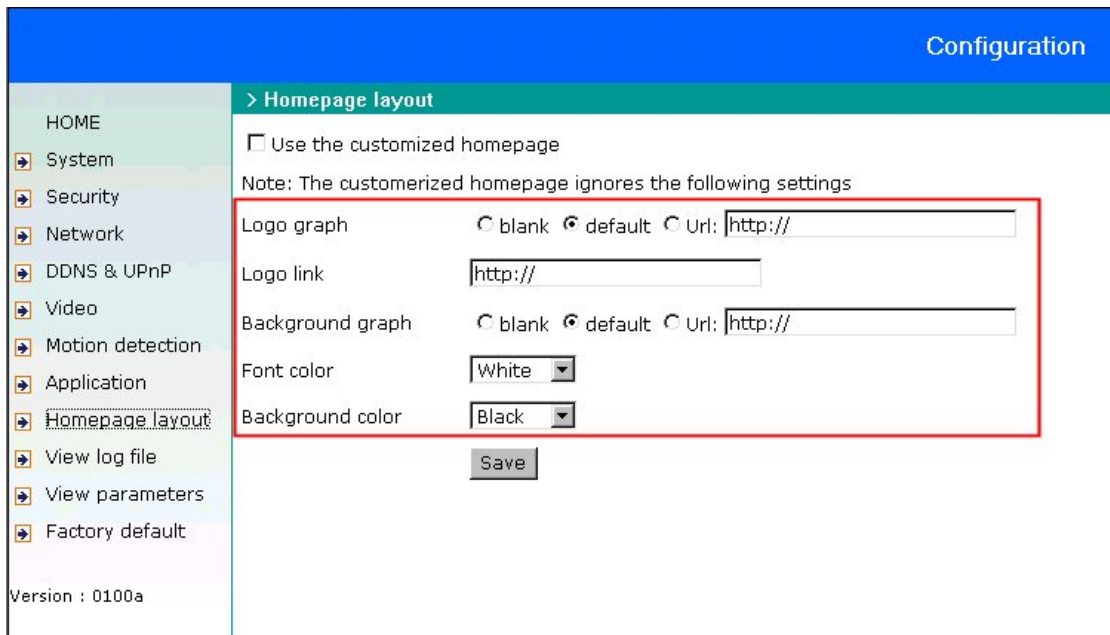 Configuration
HOME
System
Security
Network
DDNS & UPnP
Video
Motion detection
Application
Homepage layout
View log file
View parameters
Factory default
Version : 0100a
> Homepage layout
Use the customized homepage
Note: The customerized homepage ignores the following settings
Logo graph blank default Url: http://
Logo link http://
Background graph blank default Url: http://
Font color White
Background color Black
Save